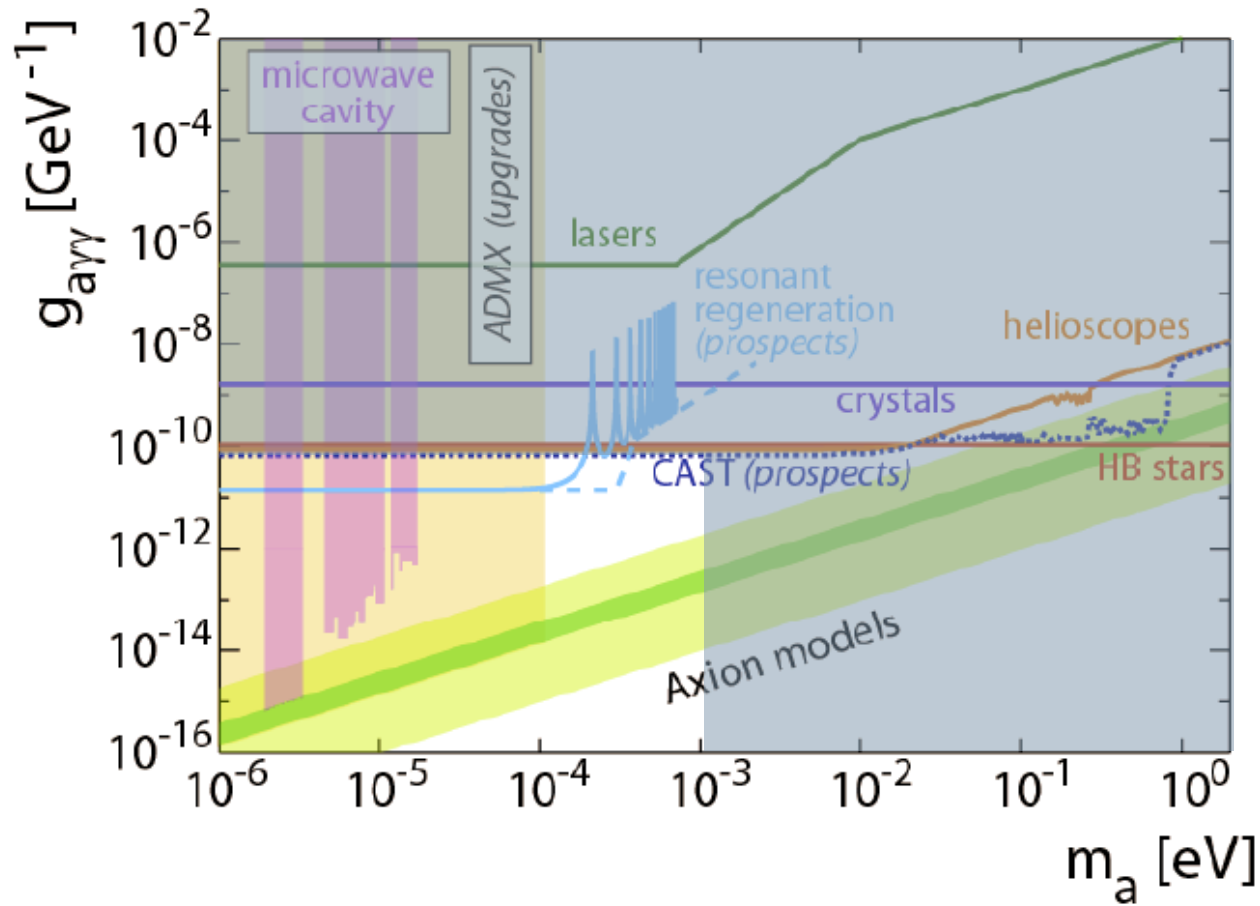 g_aγγ [GeV⁻¹]
10⁻²
10⁻⁴
10⁻⁶
10⁻⁸
10⁻¹⁰
10⁻¹²
10⁻¹⁴
10⁻¹⁶
microwave
cavity
ADMX (upgrades)
lasers
resonant
regeneration
(prospects)
helioscopes
crystals
CAST (prospects)
HB stars
Axion models
10⁻⁶
10⁻⁵
10⁻⁴
10⁻³
10⁻²
10⁻¹
10⁰
m_a [eV]